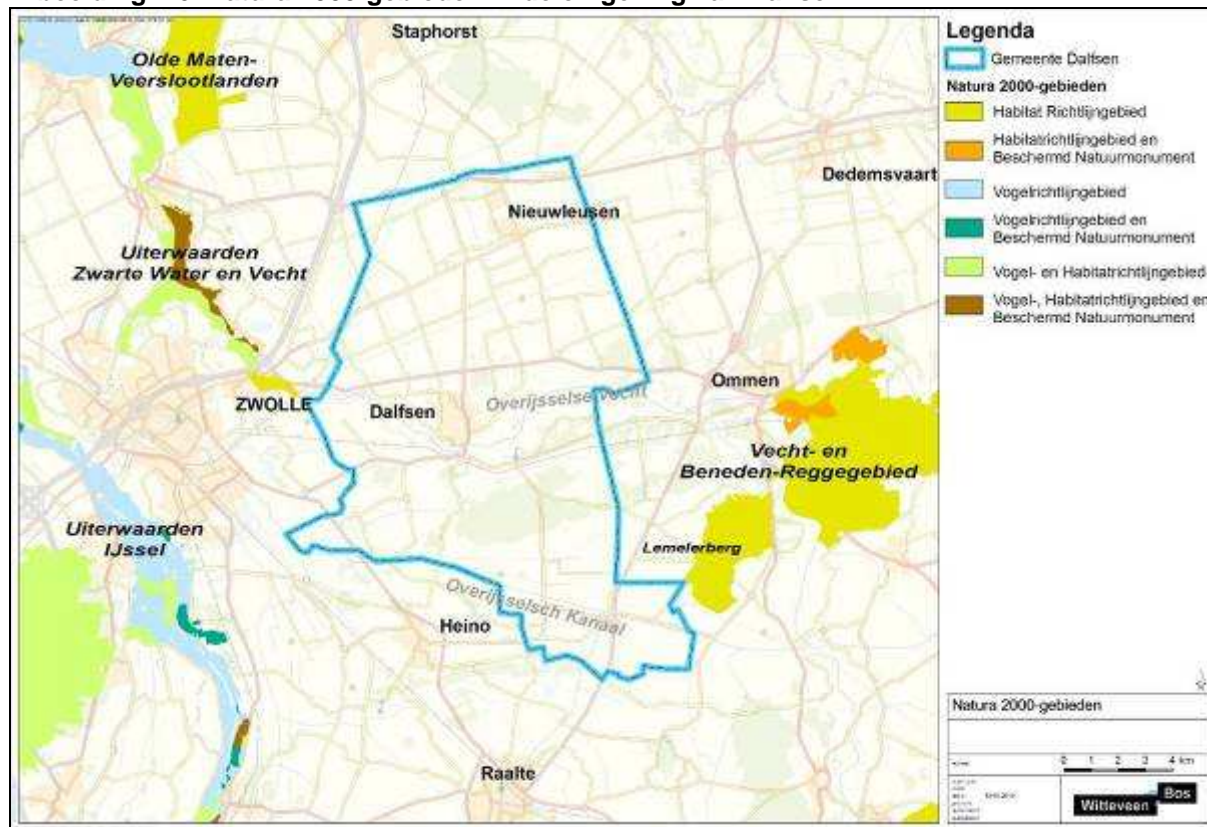 Staphorst
Olde Maten-
Veerslootlanden
Dedemsvaart
Nieuwleusen
Uiterwaarden
Zwarte Water en Vecht
Ommen
ZWOLLE
Dalfsen
Overijsselse Vecht
Vecht- en
Beneden-Reggegebied
Uiterwaarden
IJssel
Lemelerberg
Overijsselsch Kanaal
Heino
Raalte
Legenda
Gemeente Dalfsen
Natura 2000-gebieden
Habitat Richtlijngebied
Habitatrichtlijngebied en
Beschermd Natuurmonument
Vogelrichtlijngebied
Vogelrichtlijngebied en
Beschermd Natuurmonument
Vogel- en Habitatrichtlijngebied
Vogel-, Habitatrichtlijngebied en
Beschermd Natuurmonument
Natura 2000-gebieden
0 1 2 3 4 km
Witteveen
Bos